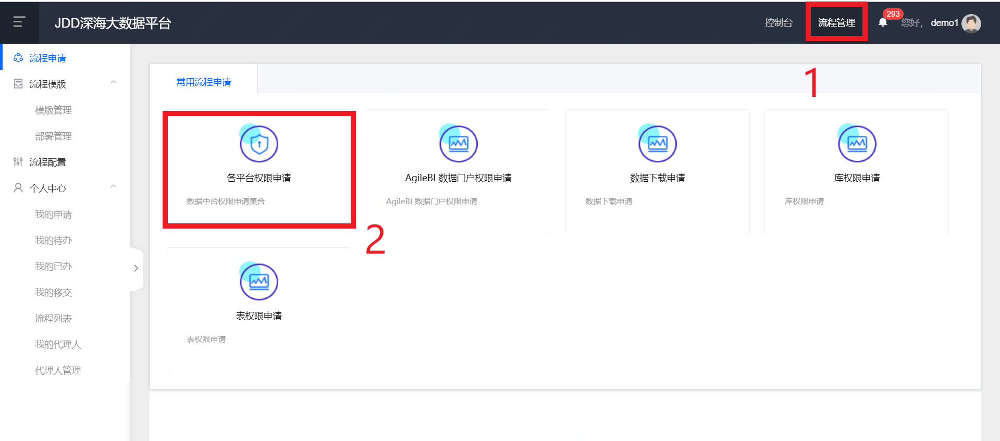 JDD深海大数据平台
控制台
流程管理
293
您好，
demo1
流程申请
流程模版
模版管理
部署管理
流程配置
个人中心
我的申请
我的待办
我的已办
我的移交
流程列表
我的代理人
代理人管理
常用流程申请
1
各平台权限申请
数据中台权限申请集合
AgileBI 数据门户权限申请
AgileBI 数据门户权限申请
数据下载申请
数据下载申请
库权限申请
库权限申请
2
表权限申请
表权限申请